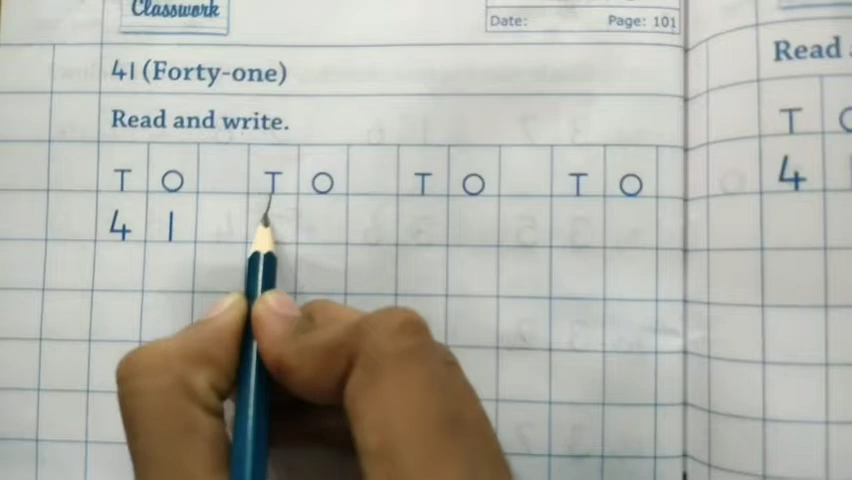 Classwork
Date: Page: 101
41 (Forty-one)
Read and write.
T O T O T O T O
4 1
Read
T O
4